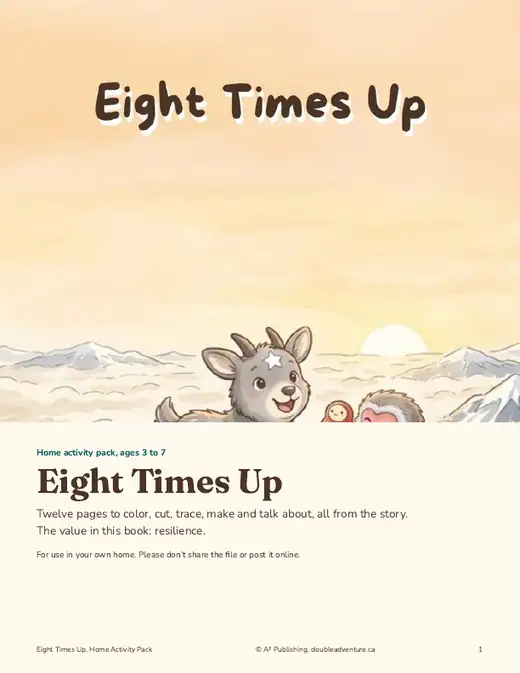 Eight Times Up
Home activity pack, ages 3 to 7
Eight Times Up
Twelve pages to color, cut, trace, make and talk about, all from the story.
The value in this book: resilience.
For use in your own home. Please don't share the file or post it online.
Eight Times Up, Home Activity Pack
© A² Publishing, doubleadventure.ca
1